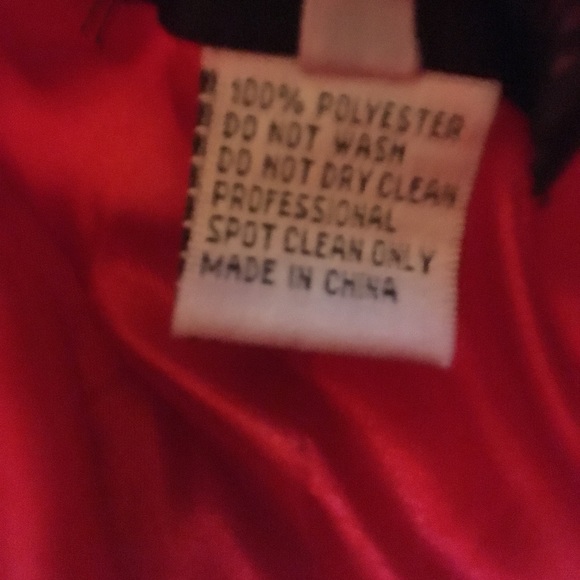 100% POLYESTER
DO NOT WASH
DO NOT DRY CLEAN
PROFESSIONAL
SPOT CLEAN ONLY
MADE IN CHINA